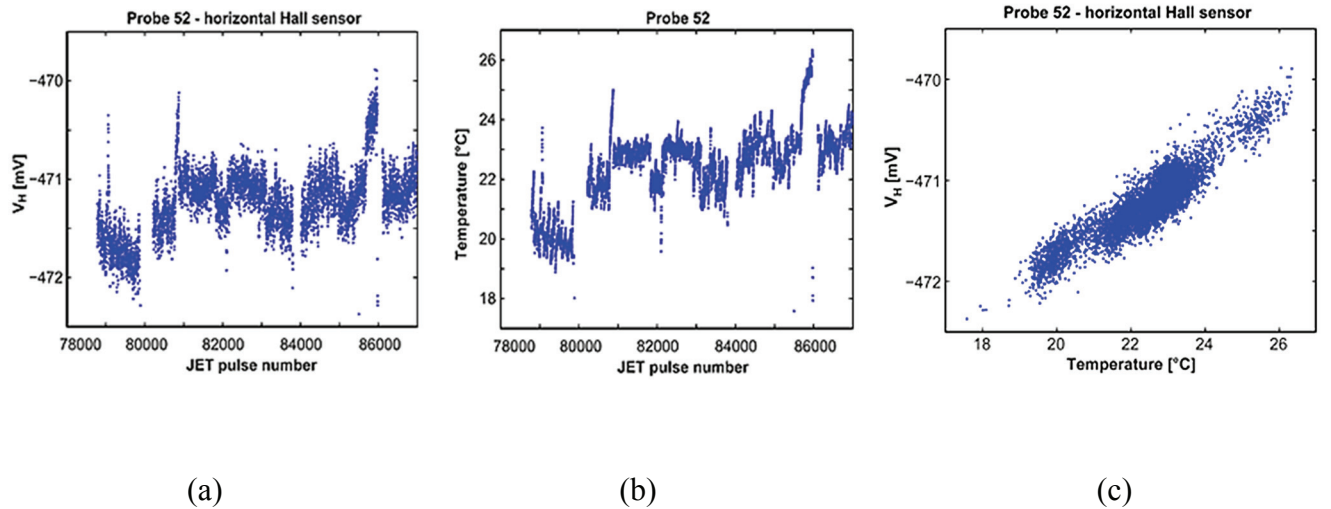 Probe 52 - horizontal Hall sensor
−470
−471
−472
V_H [mV]
78000 80000 82000 84000 86000
JET pulse number
(a)
Probe 52
26
24
22
20
18
Temperature [°C]
78000 80000 82000 84000 86000
JET pulse number
(b)
Probe 52 - horizontal Hall sensor
−470
−471
−472
V_H [mV]
18 20 22 24 26
Temperature [°C]
(c)